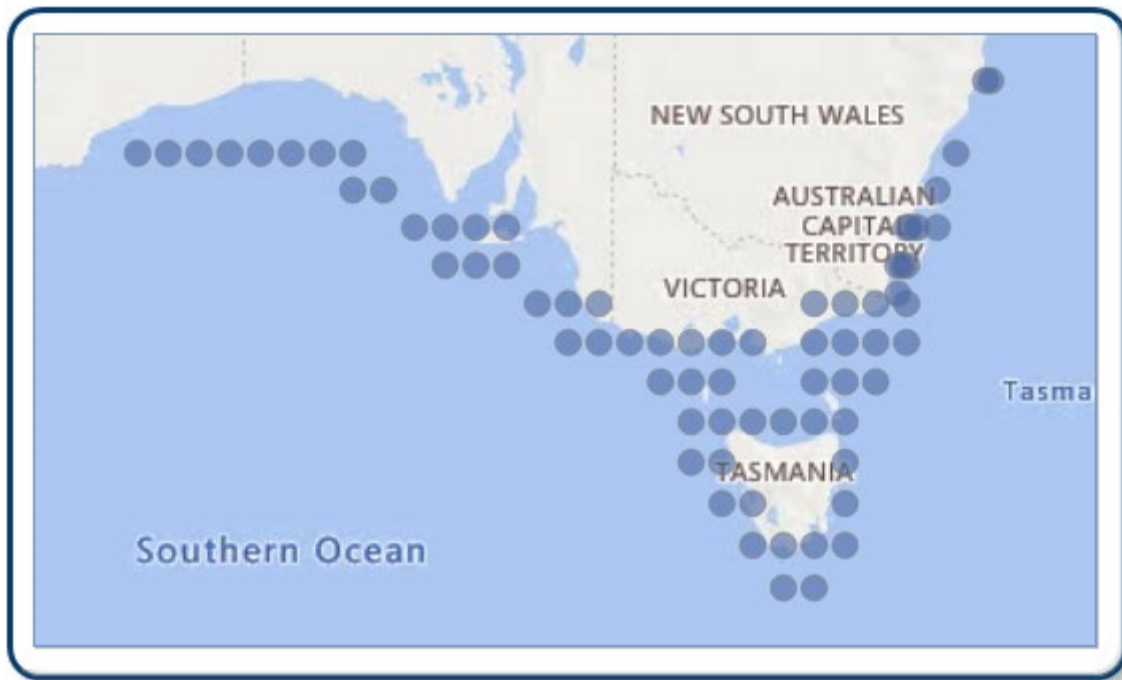 NEW SOUTH WALES
AUSTRALIAN
CAPITAL
TERRITORY
VICTORIA
Tasma
TASMANIA
Southern Ocean